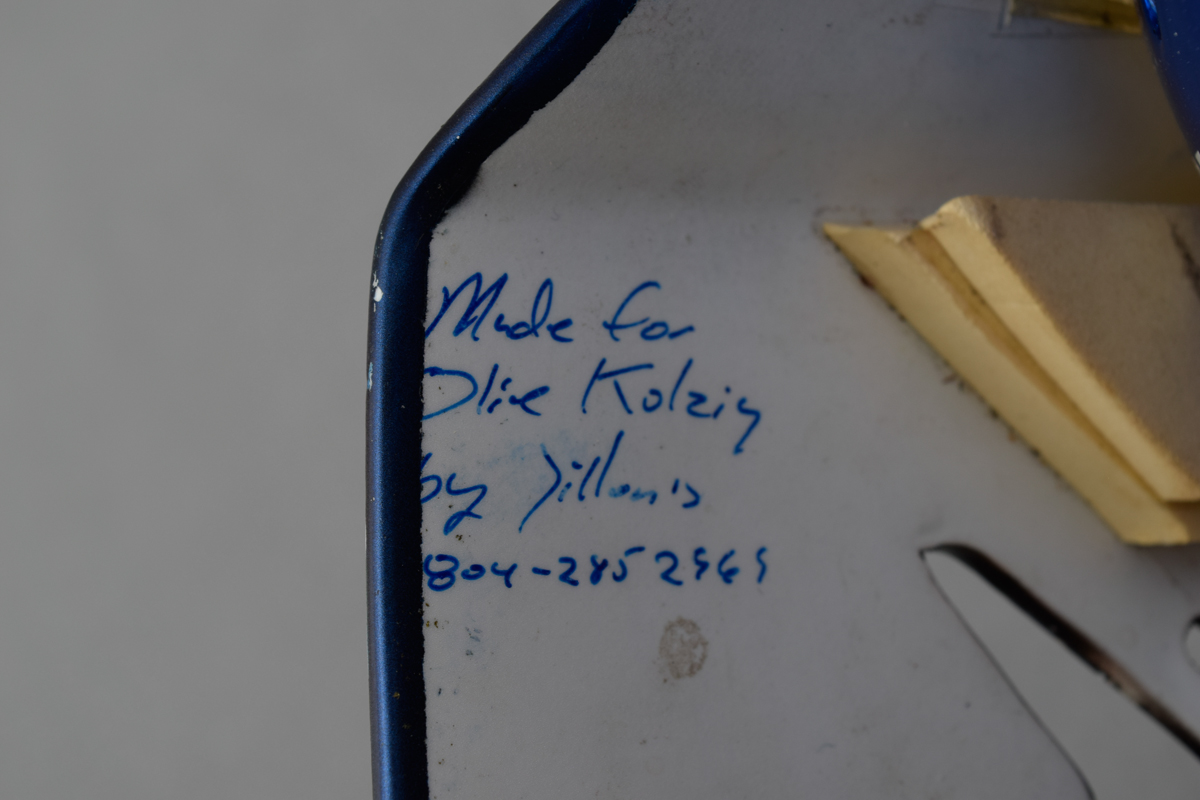 Made for
Olie Kolzig
by Dillon's
804-285 2969